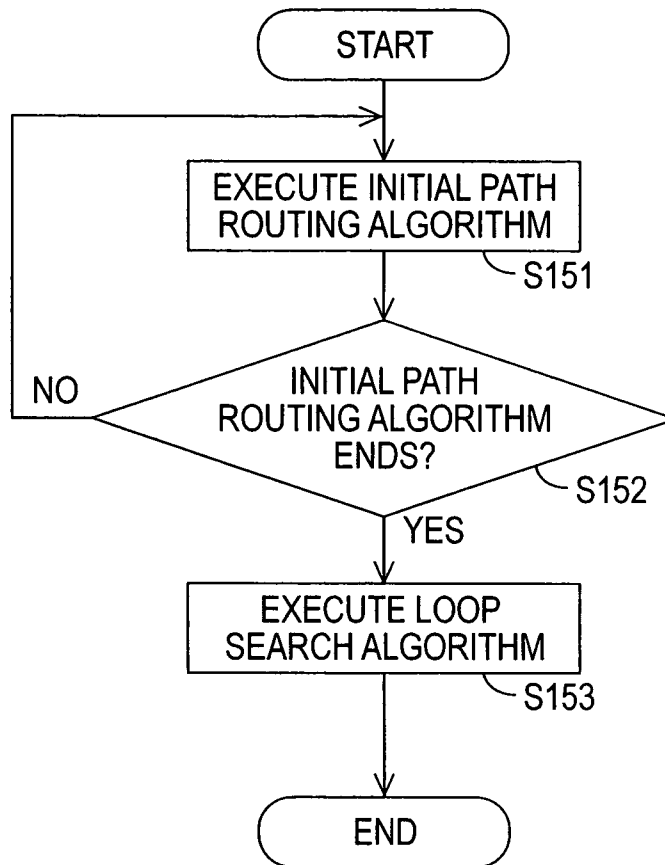 START
EXECUTE INITIAL PATH
ROUTING ALGORITHM
S151
INITIAL PATH
ROUTING ALGORITHM
ENDS?
NO
S152
YES
EXECUTE LOOP
SEARCH ALGORITHM
S153
END